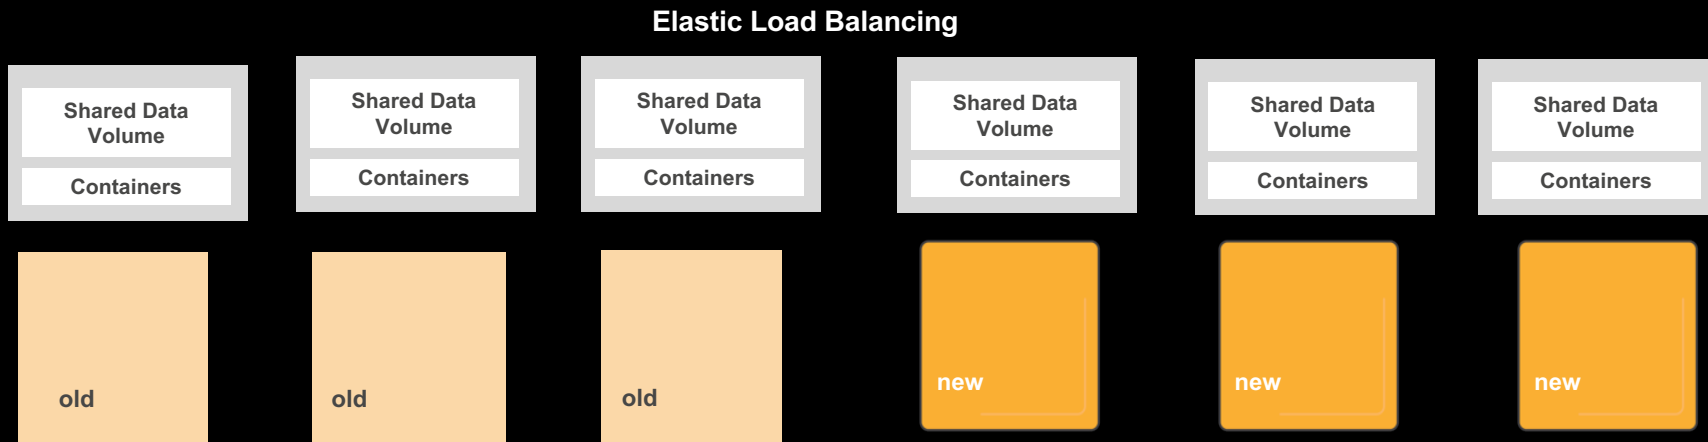 Elastic Load Balancing
Shared Data
Volume
Containers
Shared Data
Volume
Containers
Shared Data
Volume
Containers
Shared Data
Volume
Containers
Shared Data
Volume
Containers
Shared Data
Volume
Containers
old
old
old
new
new
new